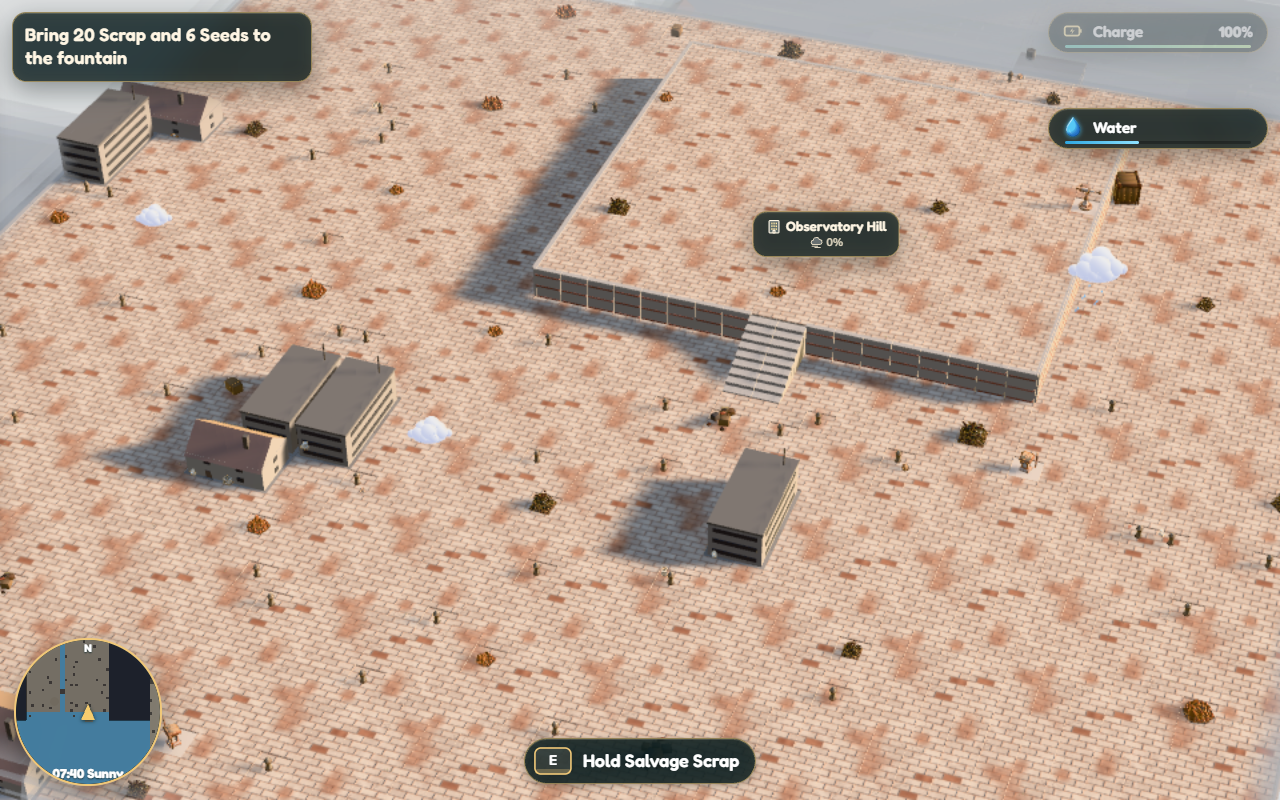 Bring 20 Scrap and 6 Seeds to
the fountain
Charge 100%
Water
Observatory Hill
0%
N
07:40 Sunny
E Hold Salvage Scrap